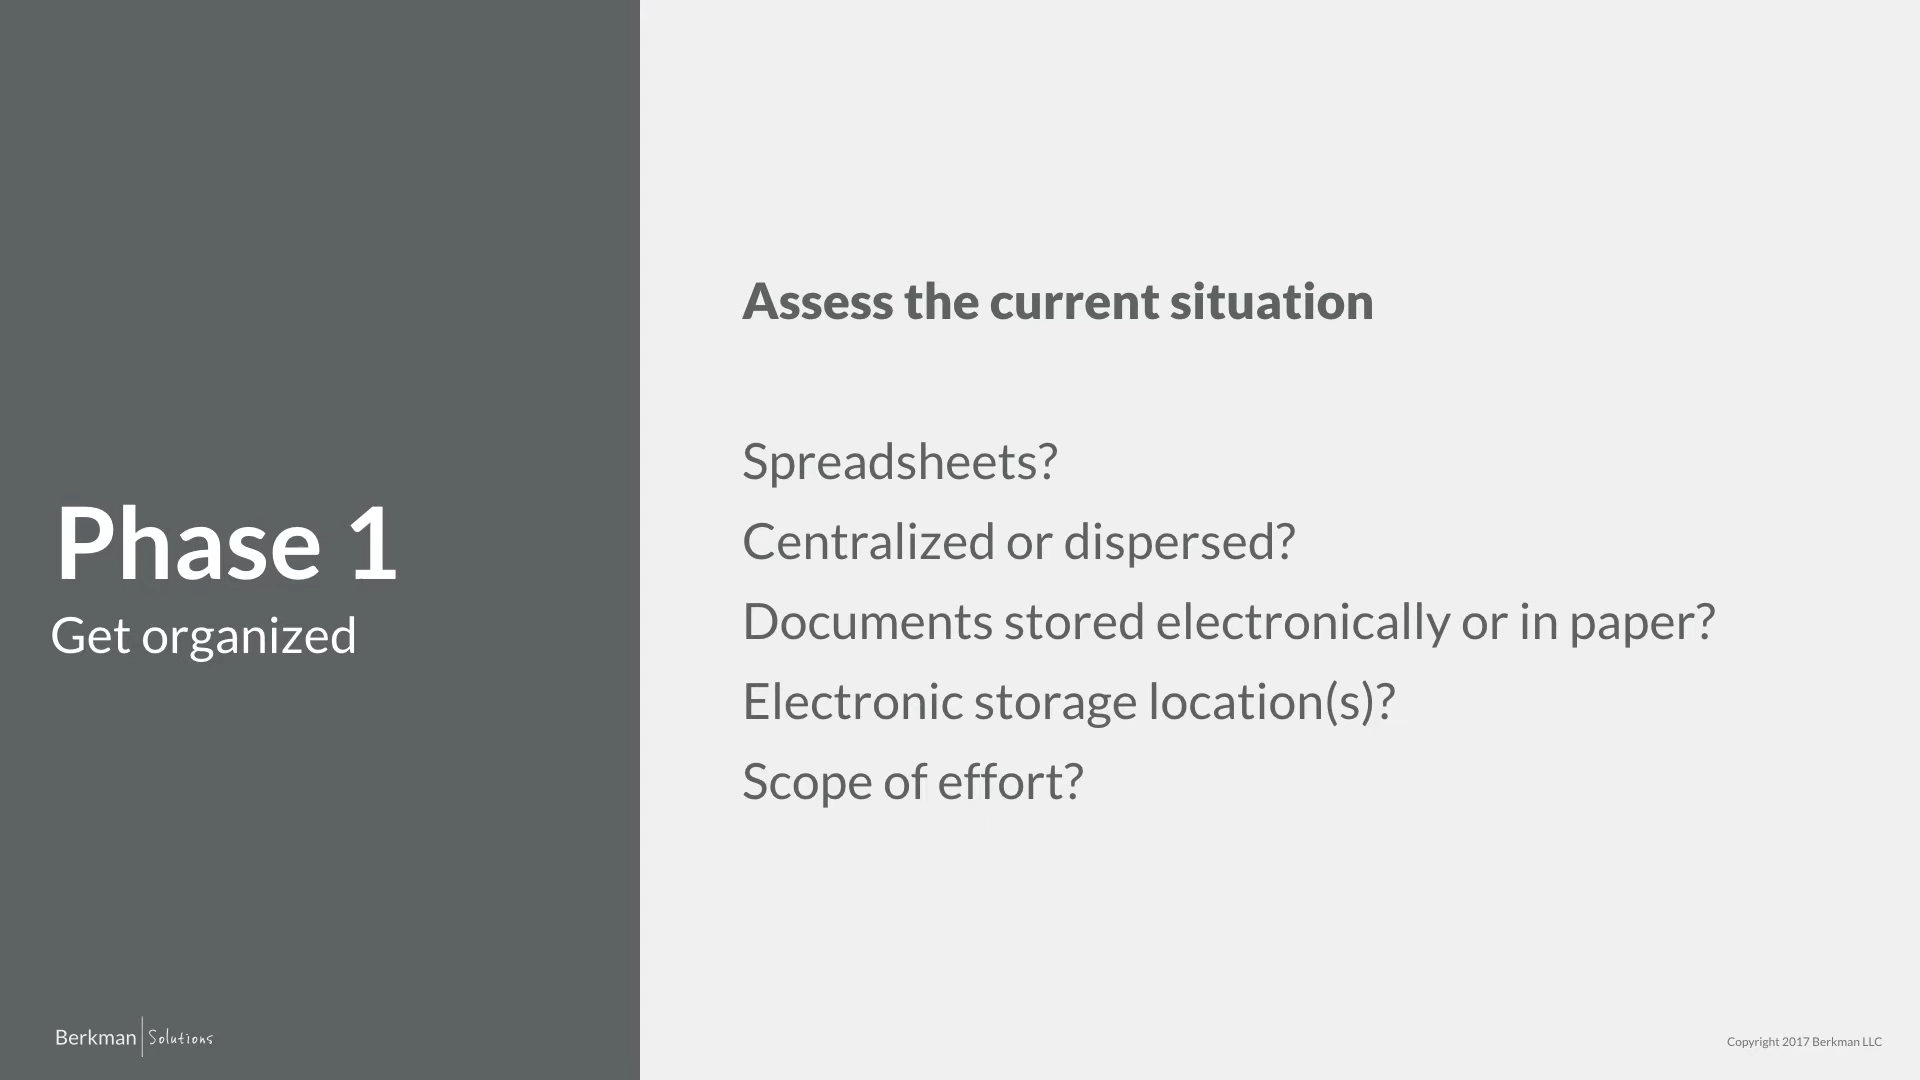 Phase 1
Get organized
Assess the current situation
Spreadsheets?
Centralized or dispersed?
Documents stored electronically or in paper?
Electronic storage location(s)?
Scope of effort?
Berkman Solutions
Copyright 2017 Berkman LLC